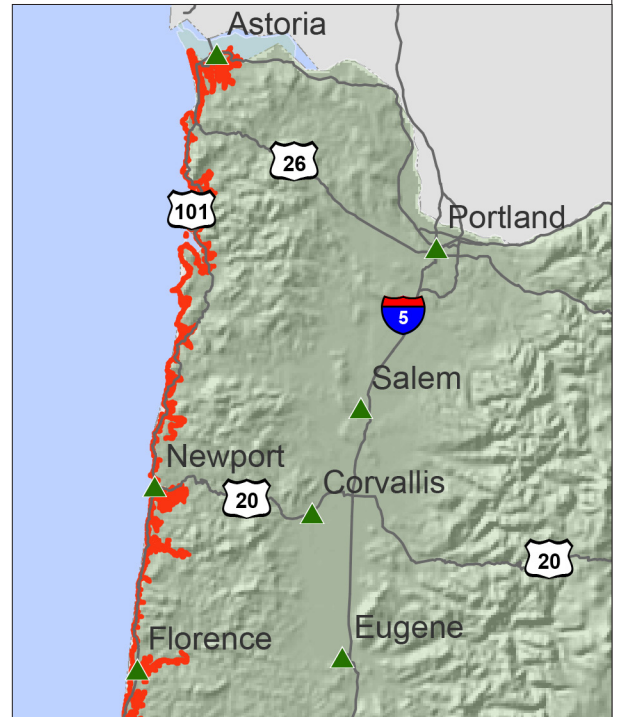 Astoria
26
101
Portland
5
Salem
Newport
Corvallis
20
20
Florence
Eugene